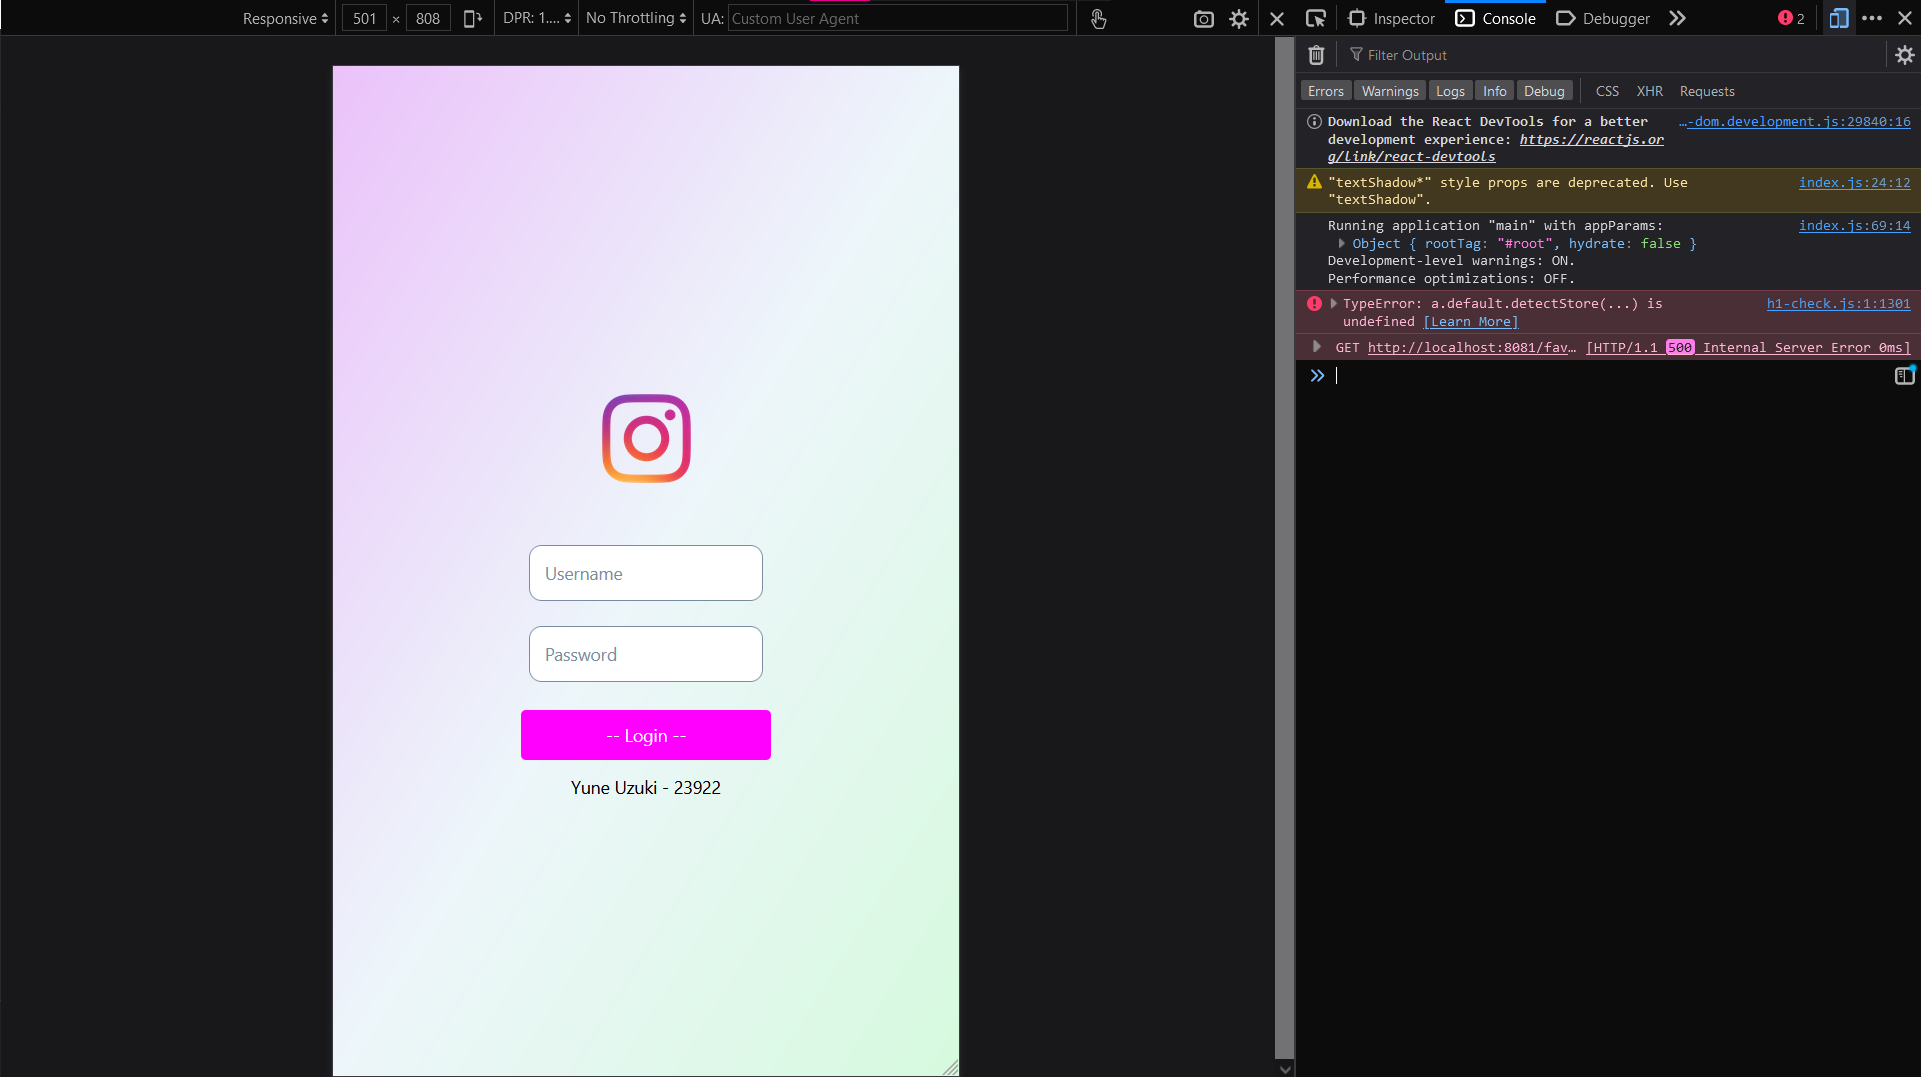 Responsive 501 × 808 DPR: 1.... No Throttling UA: Custom User Agent
Inspector Console Debugger 2
Filter Output
Errors Warnings Logs Info Debug CSS XHR Requests
Download the React DevTools for a better …-dom.development.js:29840:16
development experience: https://reactjs.or
g/link/react-devtools
"textShadow*" style props are deprecated. Use index.js:24:12
"textShadow".
Running application "main" with appParams: index.js:69:14
Object { rootTag: "#root", hydrate: false }
Development-level warnings: ON.
Performance optimizations: OFF.
TypeError: a.default.detectStore(...) is h1-check.js:1:1301
undefined [Learn More]
GET http://localhost:8081/fav… [HTTP/1.1 500 Internal Server Error 0ms]
Username
Password
-- Login --
Yune Uzuki - 23922